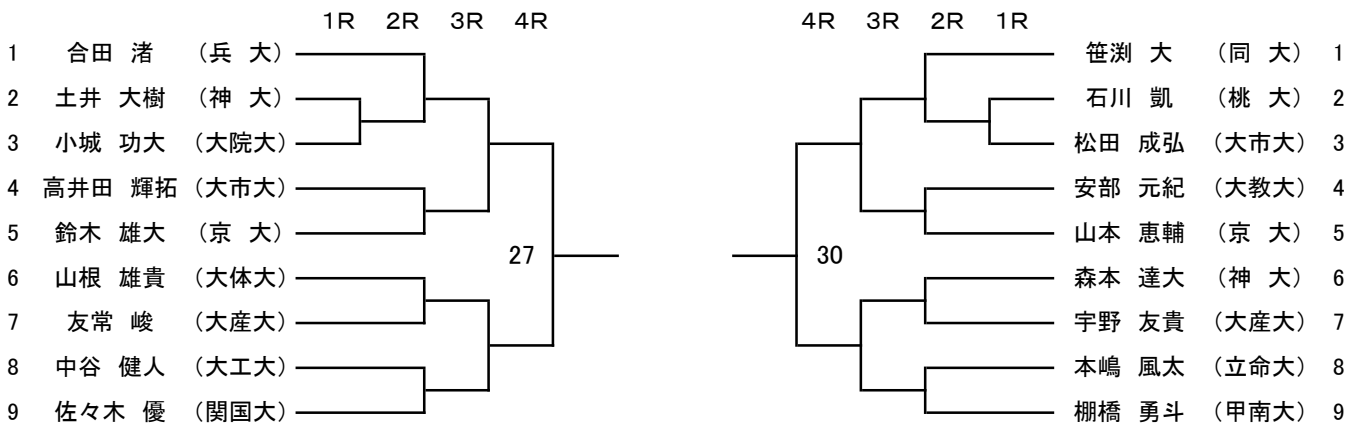 1R 2R 3R 4R 4R 3R 2R 1R
1 合田 渚 (兵 大) 笹渕 大 (同 大) 1
2 土井 大樹 (神 大) 石川 凱 (桃 大) 2
3 小城 功大 (大院大) 松田 成弘 (大市大) 3
4 高井田 輝拓 (大市大) 安部 元紀 (大教大) 4
5 鈴木 雄大 (京 大) 山本 恵輔 (京 大) 5
27 30
6 山根 雄貴 (大体大) 森本 達大 (神 大) 6
7 友常 峻 (大産大) 宇野 友貴 (大産大) 7
8 中谷 健人 (大工大) 本嶋 風太 (立命大) 8
9 佐々木 優 (関国大) 棚橋 勇斗 (甲南大) 9